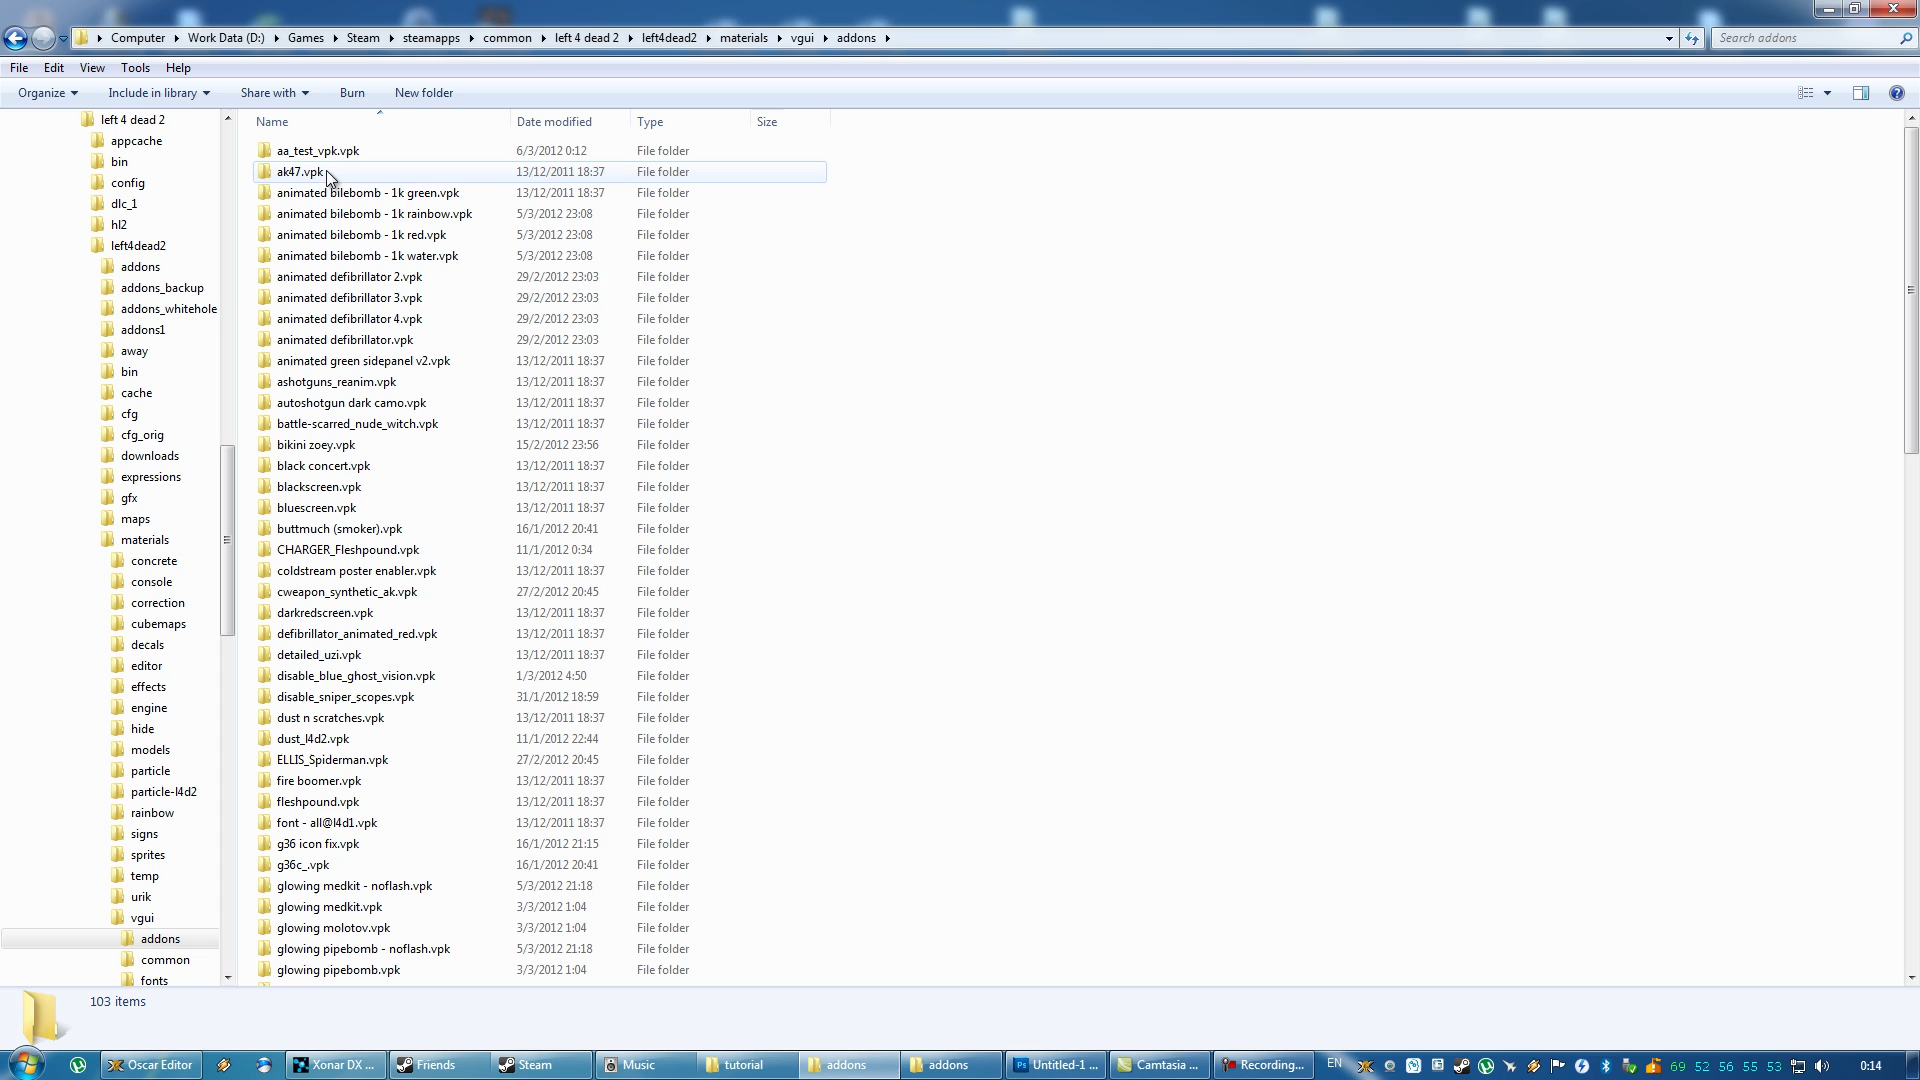 Computer Work Data (D:) Games Steam steamapps common left 4 dead 2 left4dead2 materials vgui addons Search addons
File Edit View Tools Help
Organize Include in library Share with Burn New folder
left 4 dead 2
appcache
bin
config
dlc_1
hl2
left4dead2
addons
addons_backup
addons_whitehole
addons1
away
bin
cache
cfg
cfg_orig
downloads
expressions
gfx
maps
materials
concrete
console
correction
cubemaps
decals
editor
effects
engine
hide
models
particle
particle-l4d2
rainbow
signs
sprites
temp
urik
vgui
addons
common
fonts
Name Date modified Type Size
aa_test_vpk.vpk 6/3/2012 0:12 File folder
ak47.vpk 13/12/2011 18:37 File folder
animated bilebomb - 1k green.vpk 13/12/2011 18:37 File folder
animated bilebomb - 1k rainbow.vpk 5/3/2012 23:08 File folder
animated bilebomb - 1k red.vpk 5/3/2012 23:08 File folder
animated bilebomb - 1k water.vpk 5/3/2012 23:08 File folder
animated defibrillator 2.vpk 29/2/2012 23:03 File folder
animated defibrillator 3.vpk 29/2/2012 23:03 File folder
animated defibrillator 4.vpk 29/2/2012 23:03 File folder
animated defibrillator.vpk 29/2/2012 23:03 File folder
animated green sidepanel v2.vpk 13/12/2011 18:37 File folder
ashotguns_reanim.vpk 13/12/2011 18:37 File folder
autoshotgun dark camo.vpk 13/12/2011 18:37 File folder
battle-scarred_nude_witch.vpk 13/12/2011 18:37 File folder
bikini zoey.vpk 15/2/2012 23:56 File folder
black concert.vpk 13/12/2011 18:37 File folder
blackscreen.vpk 13/12/2011 18:37 File folder
bluescreen.vpk 13/12/2011 18:37 File folder
buttmuch (smoker).vpk 16/1/2012 20:41 File folder
CHARGER_Fleshpound.vpk 11/1/2012 0:34 File folder
coldstream poster enabler.vpk 13/12/2011 18:37 File folder
cweapon_synthetic_ak.vpk 27/2/2012 20:45 File folder
darkredscreen.vpk 13/12/2011 18:37 File folder
defibrillator_animated_red.vpk 13/12/2011 18:37 File folder
detailed_uzi.vpk 13/12/2011 18:37 File folder
disable_blue_ghost_vision.vpk 1/3/2012 4:50 File folder
disable_sniper_scopes.vpk 31/1/2012 18:59 File folder
dust n scratches.vpk 13/12/2011 18:37 File folder
dust_l4d2.vpk 11/1/2012 22:44 File folder
ELLIS_Spiderman.vpk 27/2/2012 20:45 File folder
fire boomer.vpk 13/12/2011 18:37 File folder
fleshpound.vpk 13/12/2011 18:37 File folder
font - all@l4d1.vpk 13/12/2011 18:37 File folder
g36 icon fix.vpk 16/1/2012 21:15 File folder
g36c_.vpk 16/1/2012 20:41 File folder
glowing medkit - noflash.vpk 5/3/2012 21:18 File folder
glowing medkit.vpk 3/3/2012 1:04 File folder
glowing molotov.vpk 3/3/2012 1:04 File folder
glowing pipebomb - noflash.vpk 5/3/2012 21:18 File folder
glowing pipebomb.vpk 3/3/2012 1:04 File folder
103 items
Oscar Editor Xonar DX ... Friends Steam Music tutorial addons addons Untitled-1 ... Camtasia ... Recording... EN 69 52 56 55 53 0:14